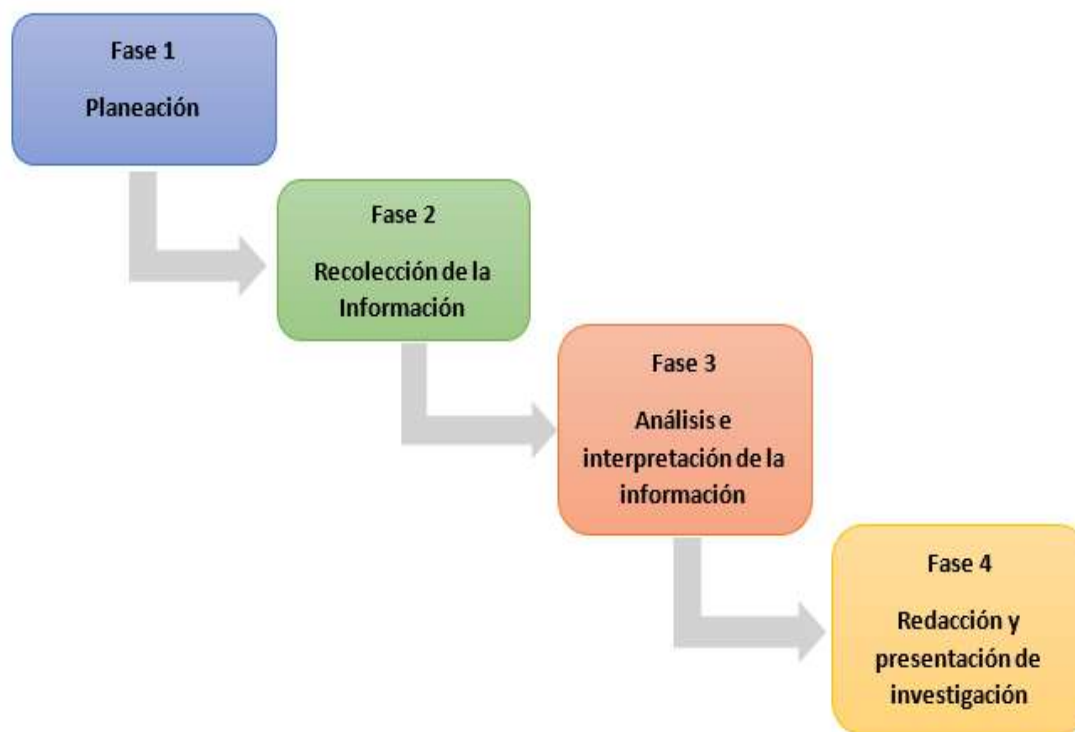 Fase 1
Planeación
Fase 2
Recolección de la
Información
Fase 3
Análisis e
interpretación de la
información
Fase 4
Redacción y
presentación de
investigación